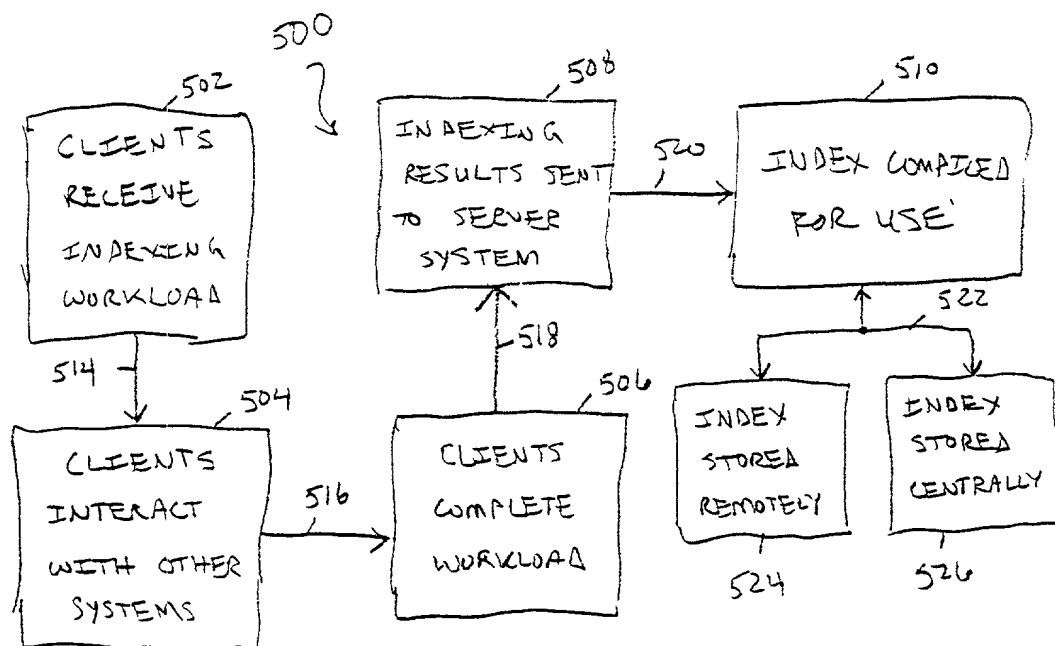 500
502
CLIENTS
RECEIVE
INDEXING
WORKLOAD
514
504
CLIENTS
INTERACT
WITH OTHER
SYSTEMS
516
506
CLIENTS
COMPLETE
WORKLOAD
518
508
INDEXING
RESULTS SENT
TO SERVER
SYSTEM
520
510
INDEX COMPILED
FOR USE
522
INDEX
STORED
REMOTELY
524
INDEX
STORED
CENTRALLY
526